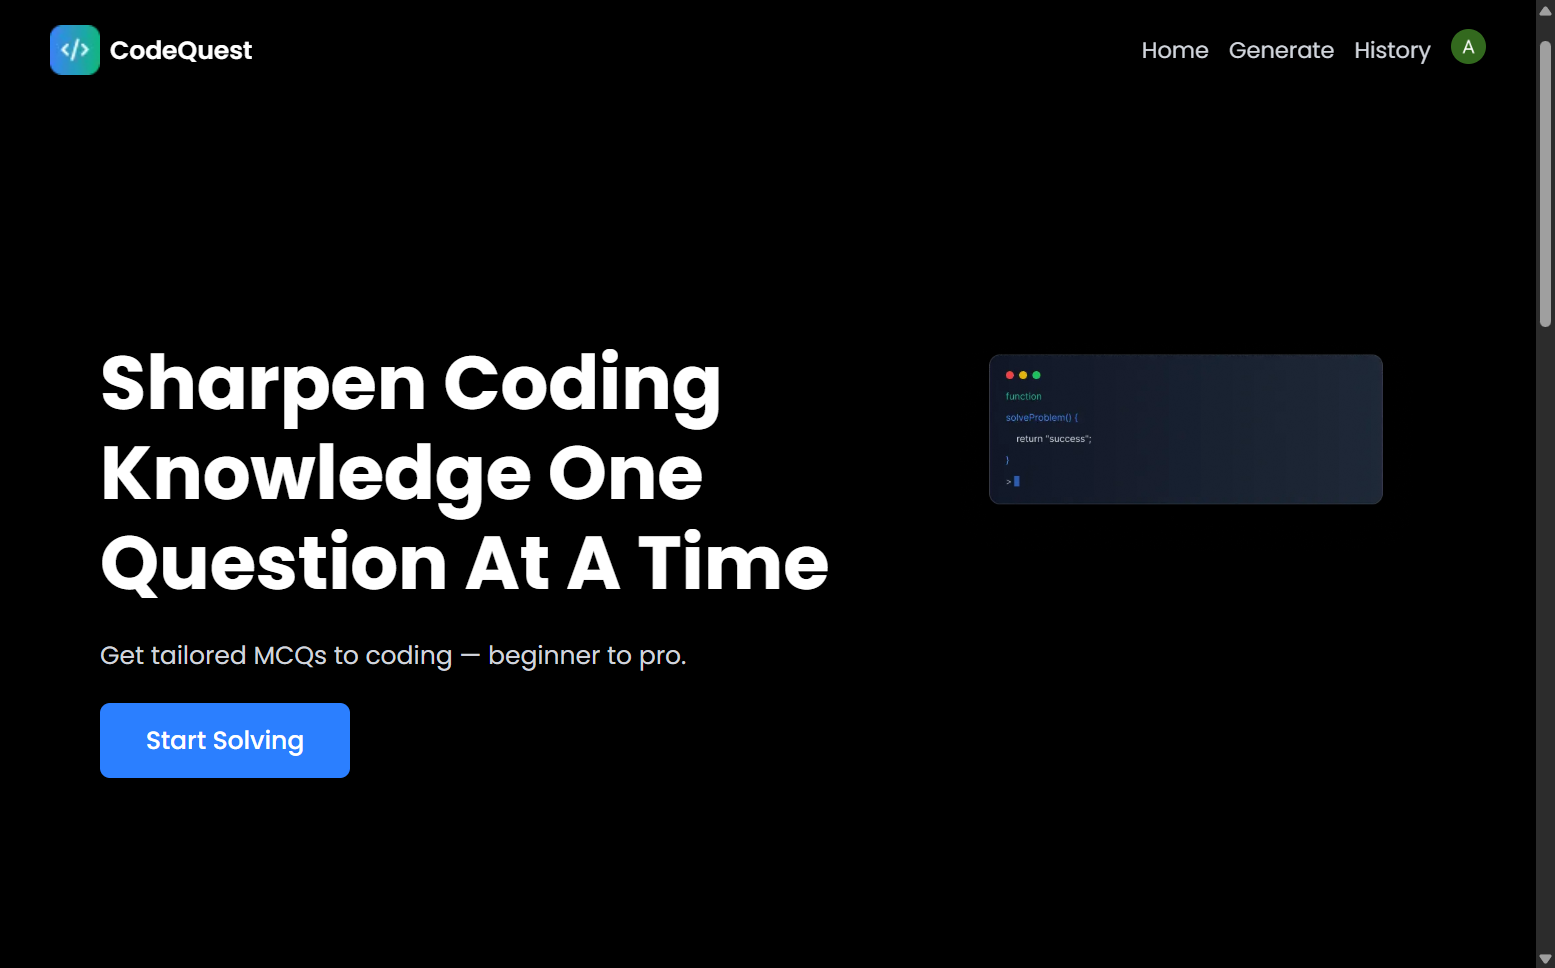 </> CodeQuest
Home Generate History A
Sharpen Coding
Knowledge One
Question At A Time
Get tailored MCQs to coding — beginner to pro.
Start Solving
function
solveProblem() {
return "success";
}
>